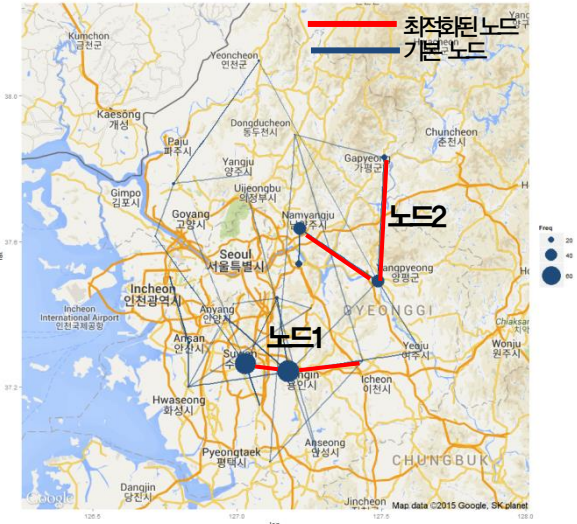 최적화된 노드
기본 노드
Kumchon
금천군
Yeoncheon
연천군
38.0
Kaesong
개성
Dongducheon
동두천시
Chuncheon
춘천시
Paju
파주시
Yangju
양주시
Gapyeong
가평군
Gimpo
김포시
Uijeongbu
의정부시
Goyang
고양시
Namyangju
남양주시
노드2
Freq
20
40
60
37.6
Seoul
서울특별시
Yangpyeong
양평군
Incheon
인천광역시
Incheon
International Airport
인천국제공항
Anyang
안양시
GYEONGGI
Ansan
안산시
노드1
Yeoju
여주시
Wonju
원주시
Suwon
Yongin
용인시
Icheon
이천시
37.2
Hwaseong
화성시
Pyeongtaek
평택시
Anseong
안성시
CHUNGBUK
Dangjin
당진시
Jincheon
Google
Map data ©2015 Google, SK planet
126.5
127.0
127.5
128.0
lon